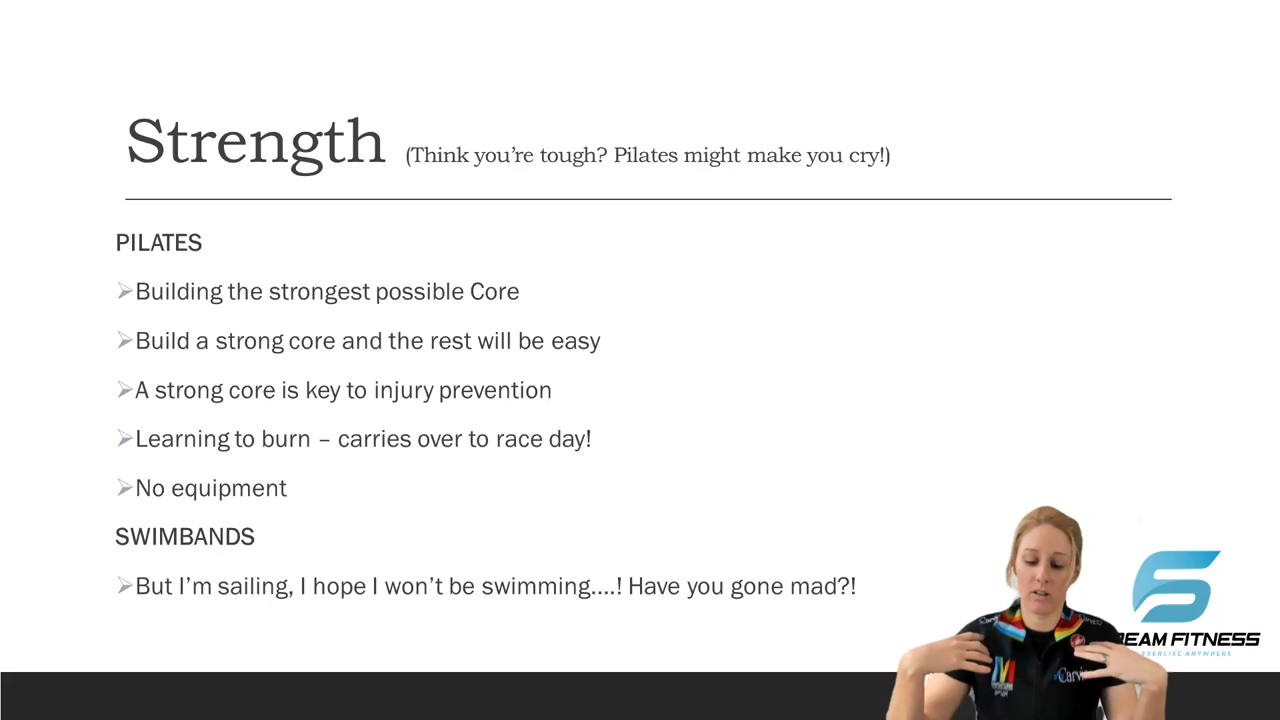 Strength (Think you're tough? Pilates might make you cry!)
PILATES
➢Building the strongest possible Core
➢Build a strong core and the rest will be easy
➢A strong core is key to injury prevention
➢Learning to burn – carries over to race day!
➢No equipment
SWIMBANDS
➢But I'm sailing, I hope I won't be swimming....! Have you gone mad?!
FITNESS
EXERCISE ANYWHERE